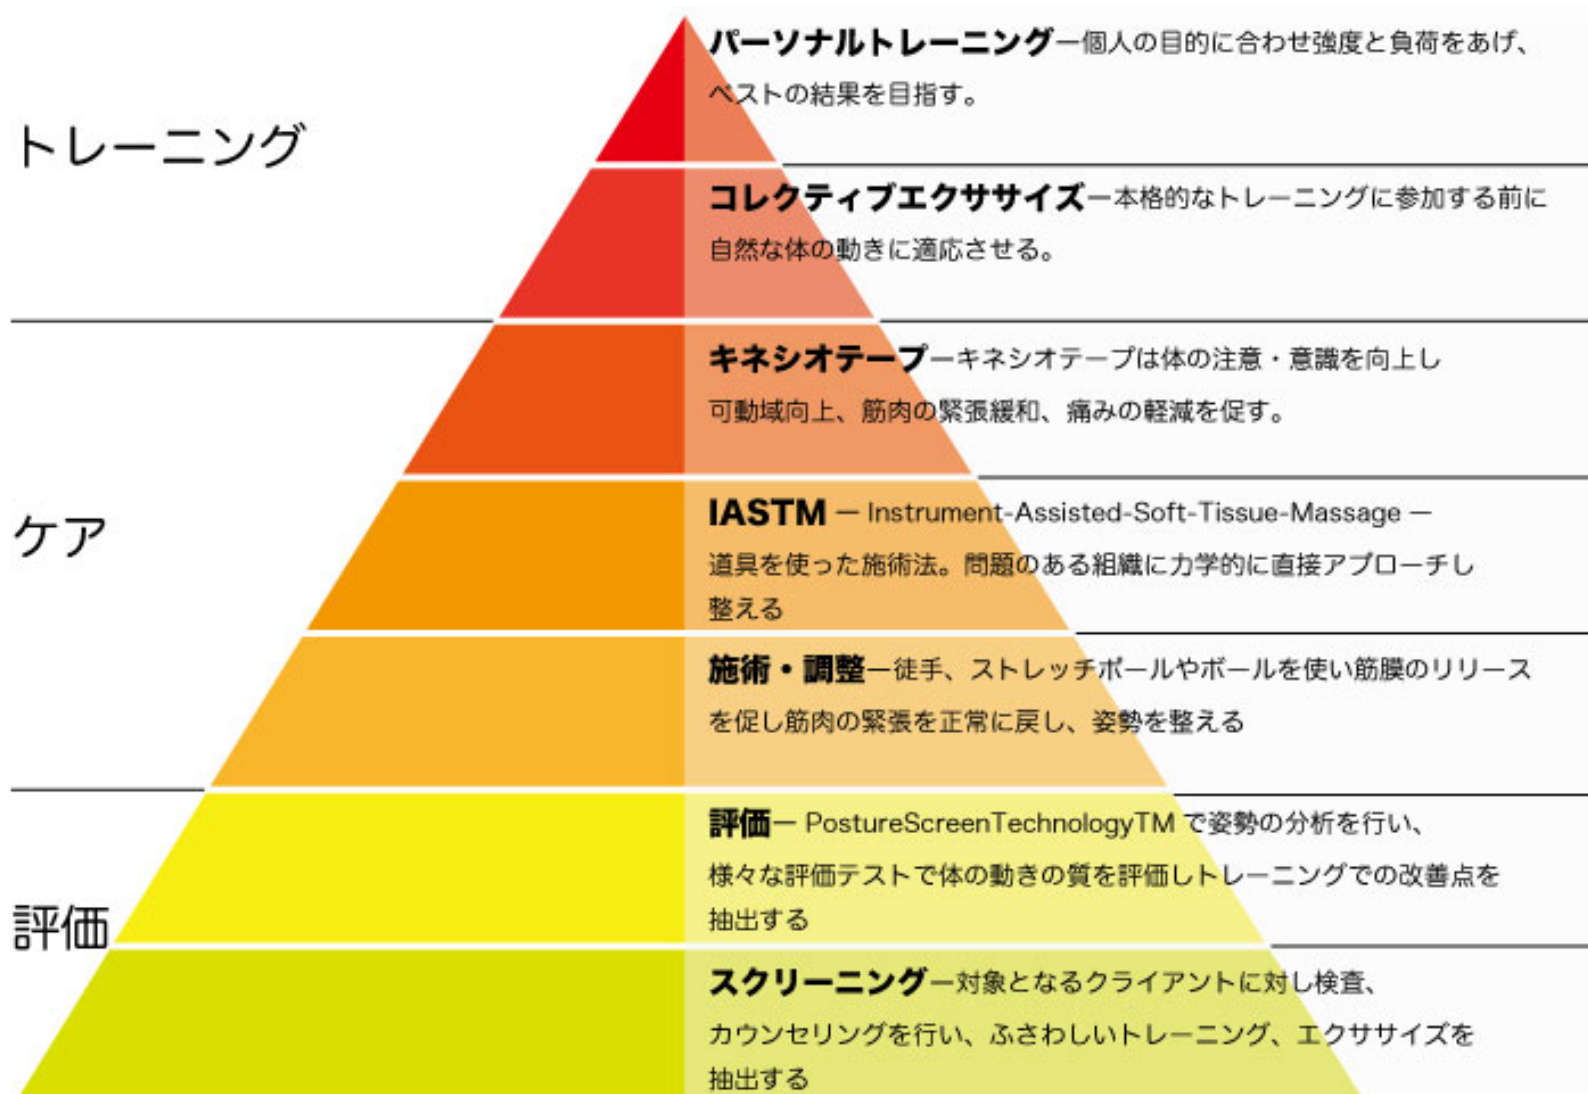 パーソナルトレーニング―個人の目的に合わせ強度と負荷をあげ、
ベストの結果を目指す。
トレーニング
コレクティブエクササイズ―本格的なトレーニングに参加する前に
自然な体の動きに適応させる。
キネシオテープ―キネシオテープは体の注意・意識を向上し
可動域向上、筋肉の緊張緩和、痛みの軽減を促す。
ケア
IASTM ― Instrument-Assisted-Soft-Tissue-Massage ―
道具を使った施術法。問題のある組織に力学的に直接アプローチし
整える
施術・調整―徒手、ストレッチポールやボールを使い筋膜のリリース
を促し筋肉の緊張を正常に戻し、姿勢を整える
評価― PostureScreenTechnologyTM で姿勢の分析を行い、
様々な評価テストで体の動きの質を評価しトレーニングでの改善点を
抽出する
評価
スクリーニング―対象となるクライアントに対し検査、
カウンセリングを行い、ふさわしいトレーニング、エクササイズを
抽出する